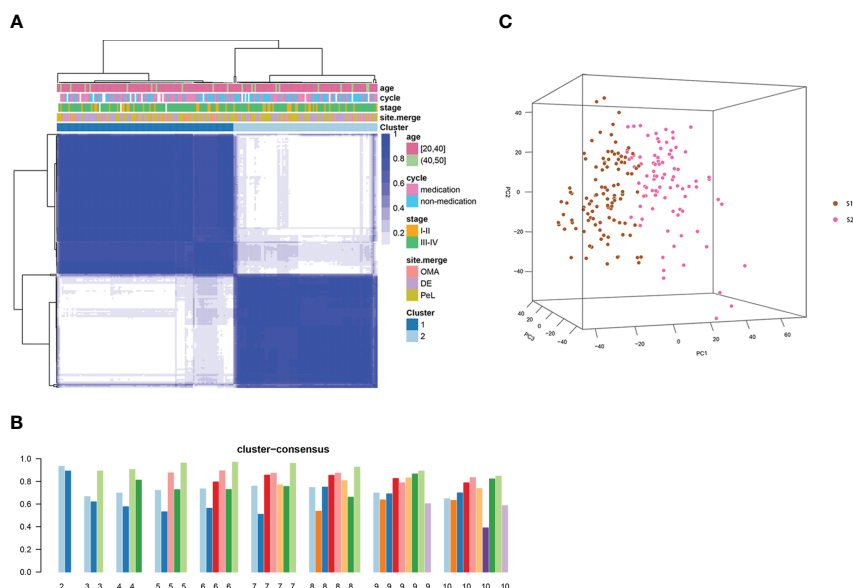 A
C
age
cycle
stage
site.merge
Cluster
1
0.8
0.6
0.4
0.2
age
[20,40]
(40,50]
cycle
medication
non-medication
stage
I-II
III-IV
site.merge
OMA
DE
PeL
Cluster
1
2
40
20
0
−20
−40
PC2
40
20
0
−20
−40
PC3
−40
−20
0
20
40
60
PC1
S1
S2
B
cluster−consensus
1.0
0.8
0.6
0.4
0.2
0.0
2 3 3 4 4 5 5 5 6 6 6 7 7 7 7 8 8 8 8 9 9 9 9 9 10 10 10 10 10